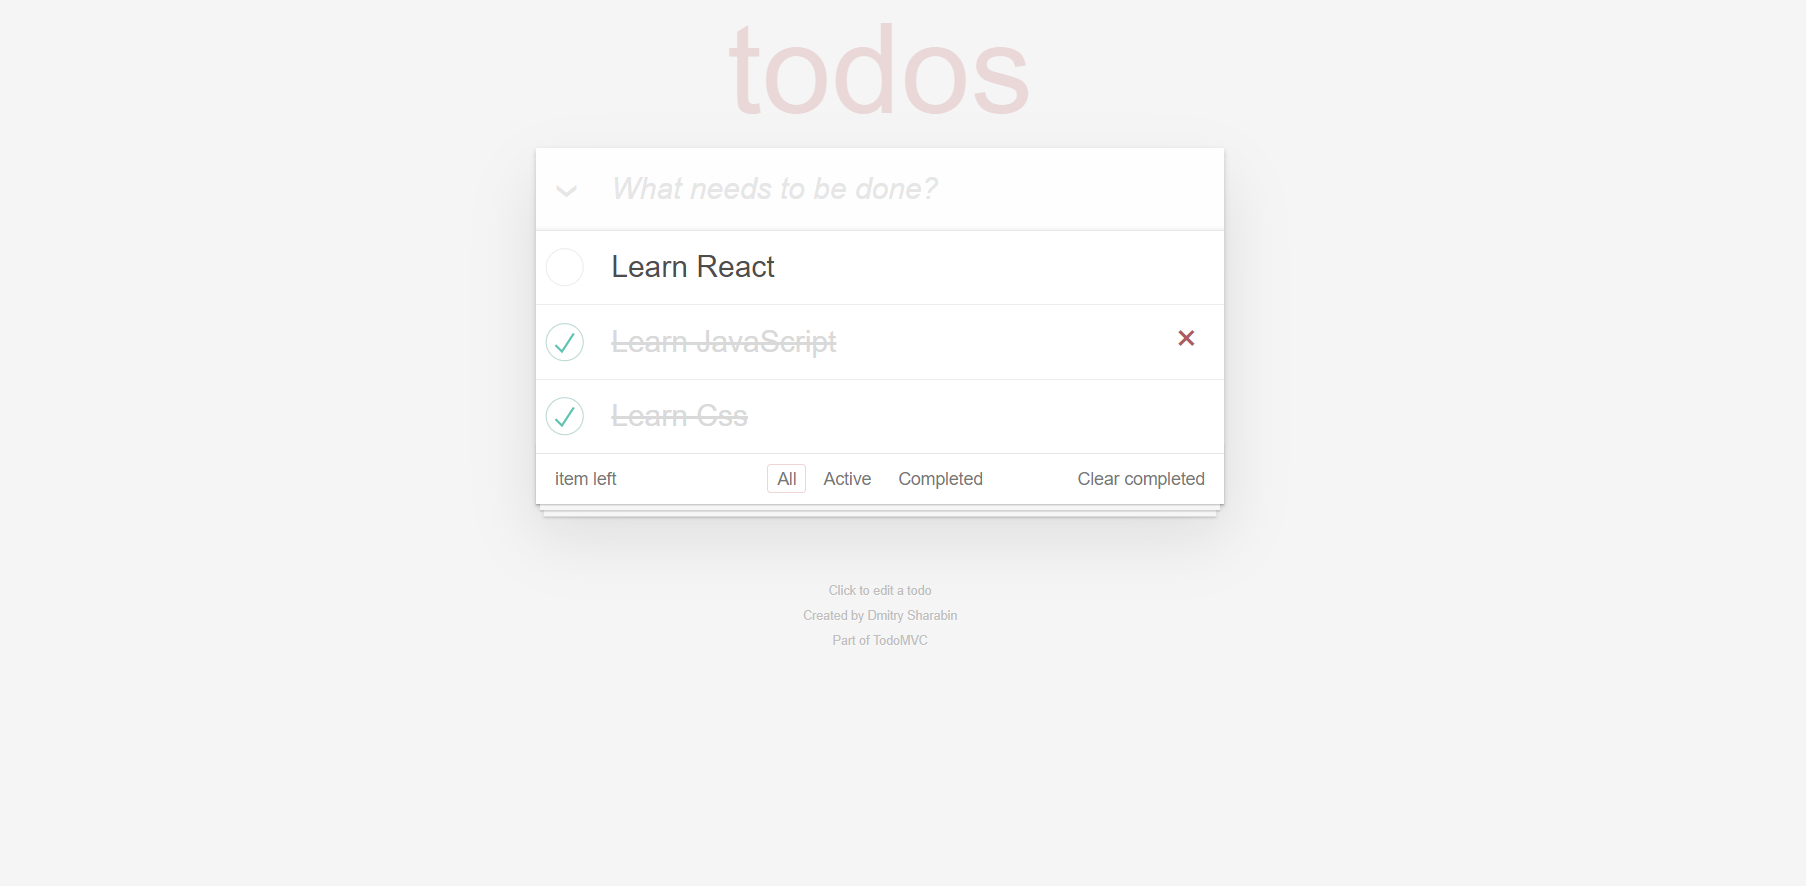 todos
What needs to be done?
Learn React
Learn JavaScript
Learn Css
item left All Active Completed Clear completed
Click to edit a todo
Created by Dmitry Sharabin
Part of TodoMVC